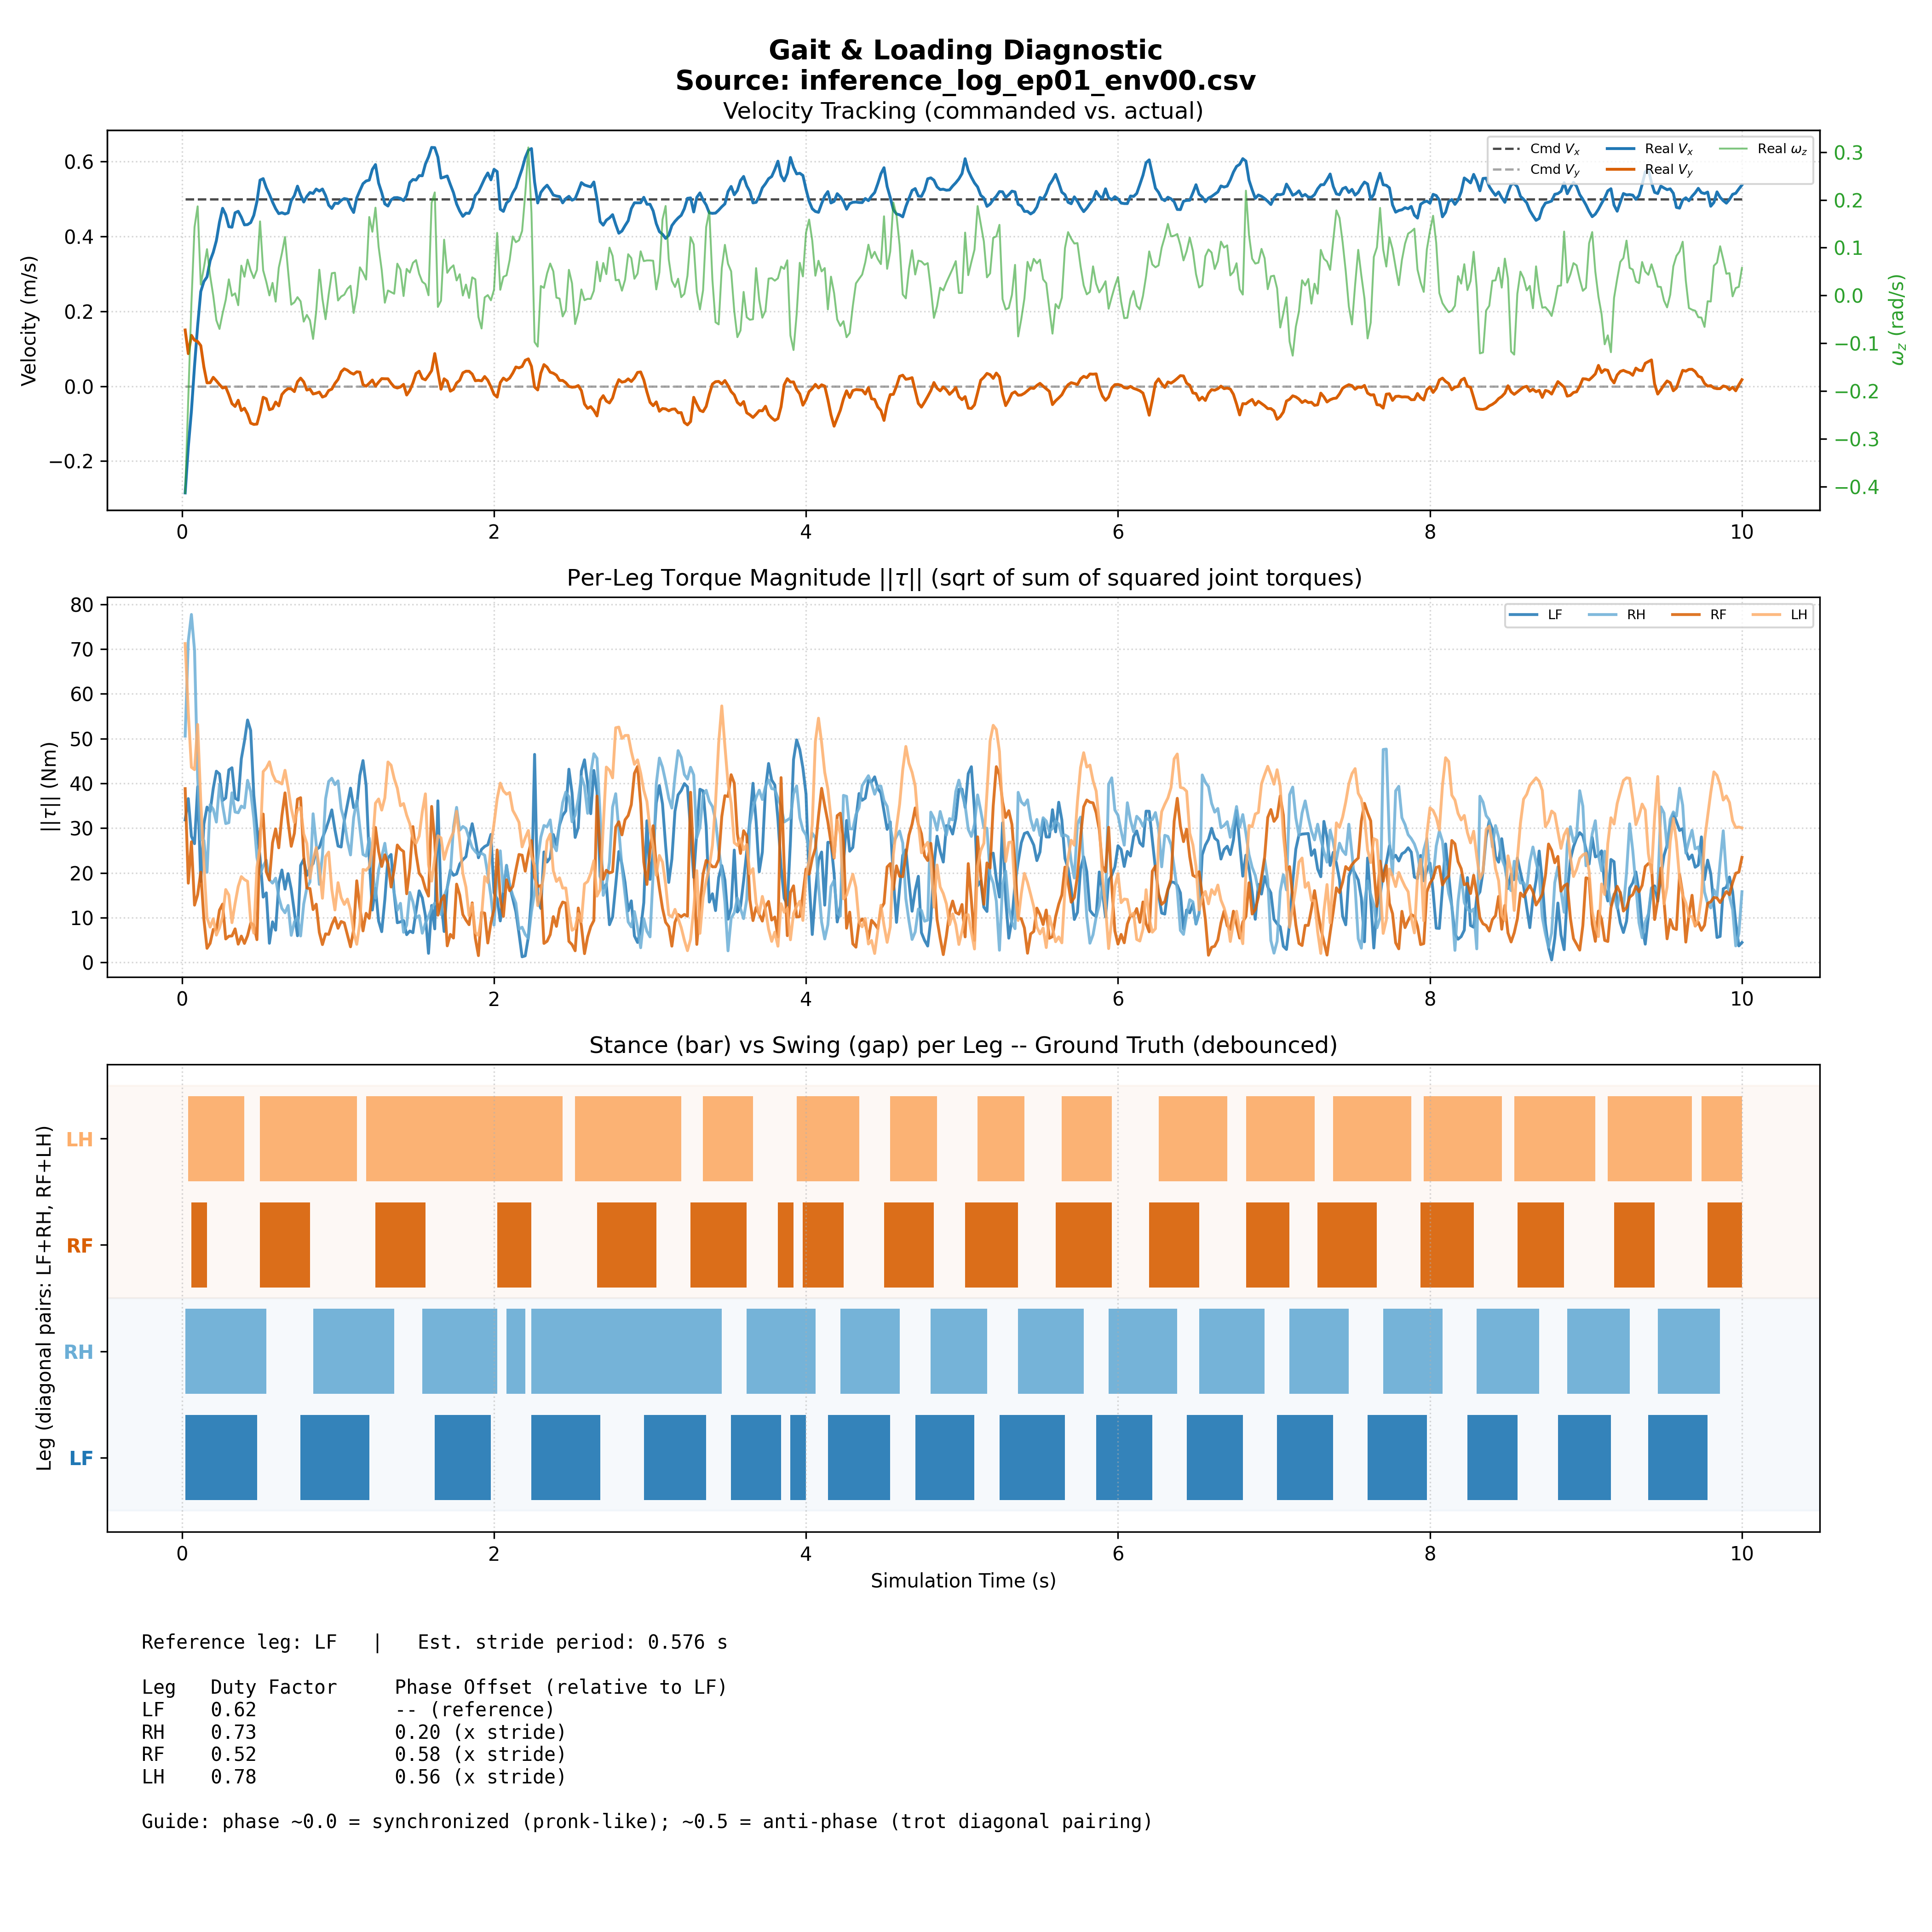 Gait & Loading Diagnostic
Source: inference_log_ep01_env00.csv
Velocity Tracking (commanded vs. actual)
Velocity (m/s)
0.6
0.4
0.2
0.0
−0.2
Cmd Vx
Cmd Vy
Real Vx
Real Vy
Real ωz
0.3
0.2
0.1
0.0
−0.1
−0.2
−0.3
−0.4
ωz (rad/s)
0 2 4 6 8 10
Per-Leg Torque Magnitude ||τ|| (sqrt of sum of squared joint torques)
||τ|| (Nm)
80
70
60
50
40
30
20
10
0
LF RH RF LH
0 2 4 6 8 10
Stance (bar) vs Swing (gap) per Leg -- Ground Truth (debounced)
Leg (diagonal pairs: LF+RH, RF+LH)
LH
RF
RH
LF
0 2 4 6 8 10
Simulation Time (s)
Reference leg: LF | Est. stride period: 0.576 s
Leg Duty Factor Phase Offset (relative to LF)
LF 0.62 -- (reference)
RH 0.73 0.20 (x stride)
RF 0.52 0.58 (x stride)
LH 0.78 0.56 (x stride)
Guide: phase ~0.0 = synchronized (pronk-like); ~0.5 = anti-phase (trot diagonal pairing)